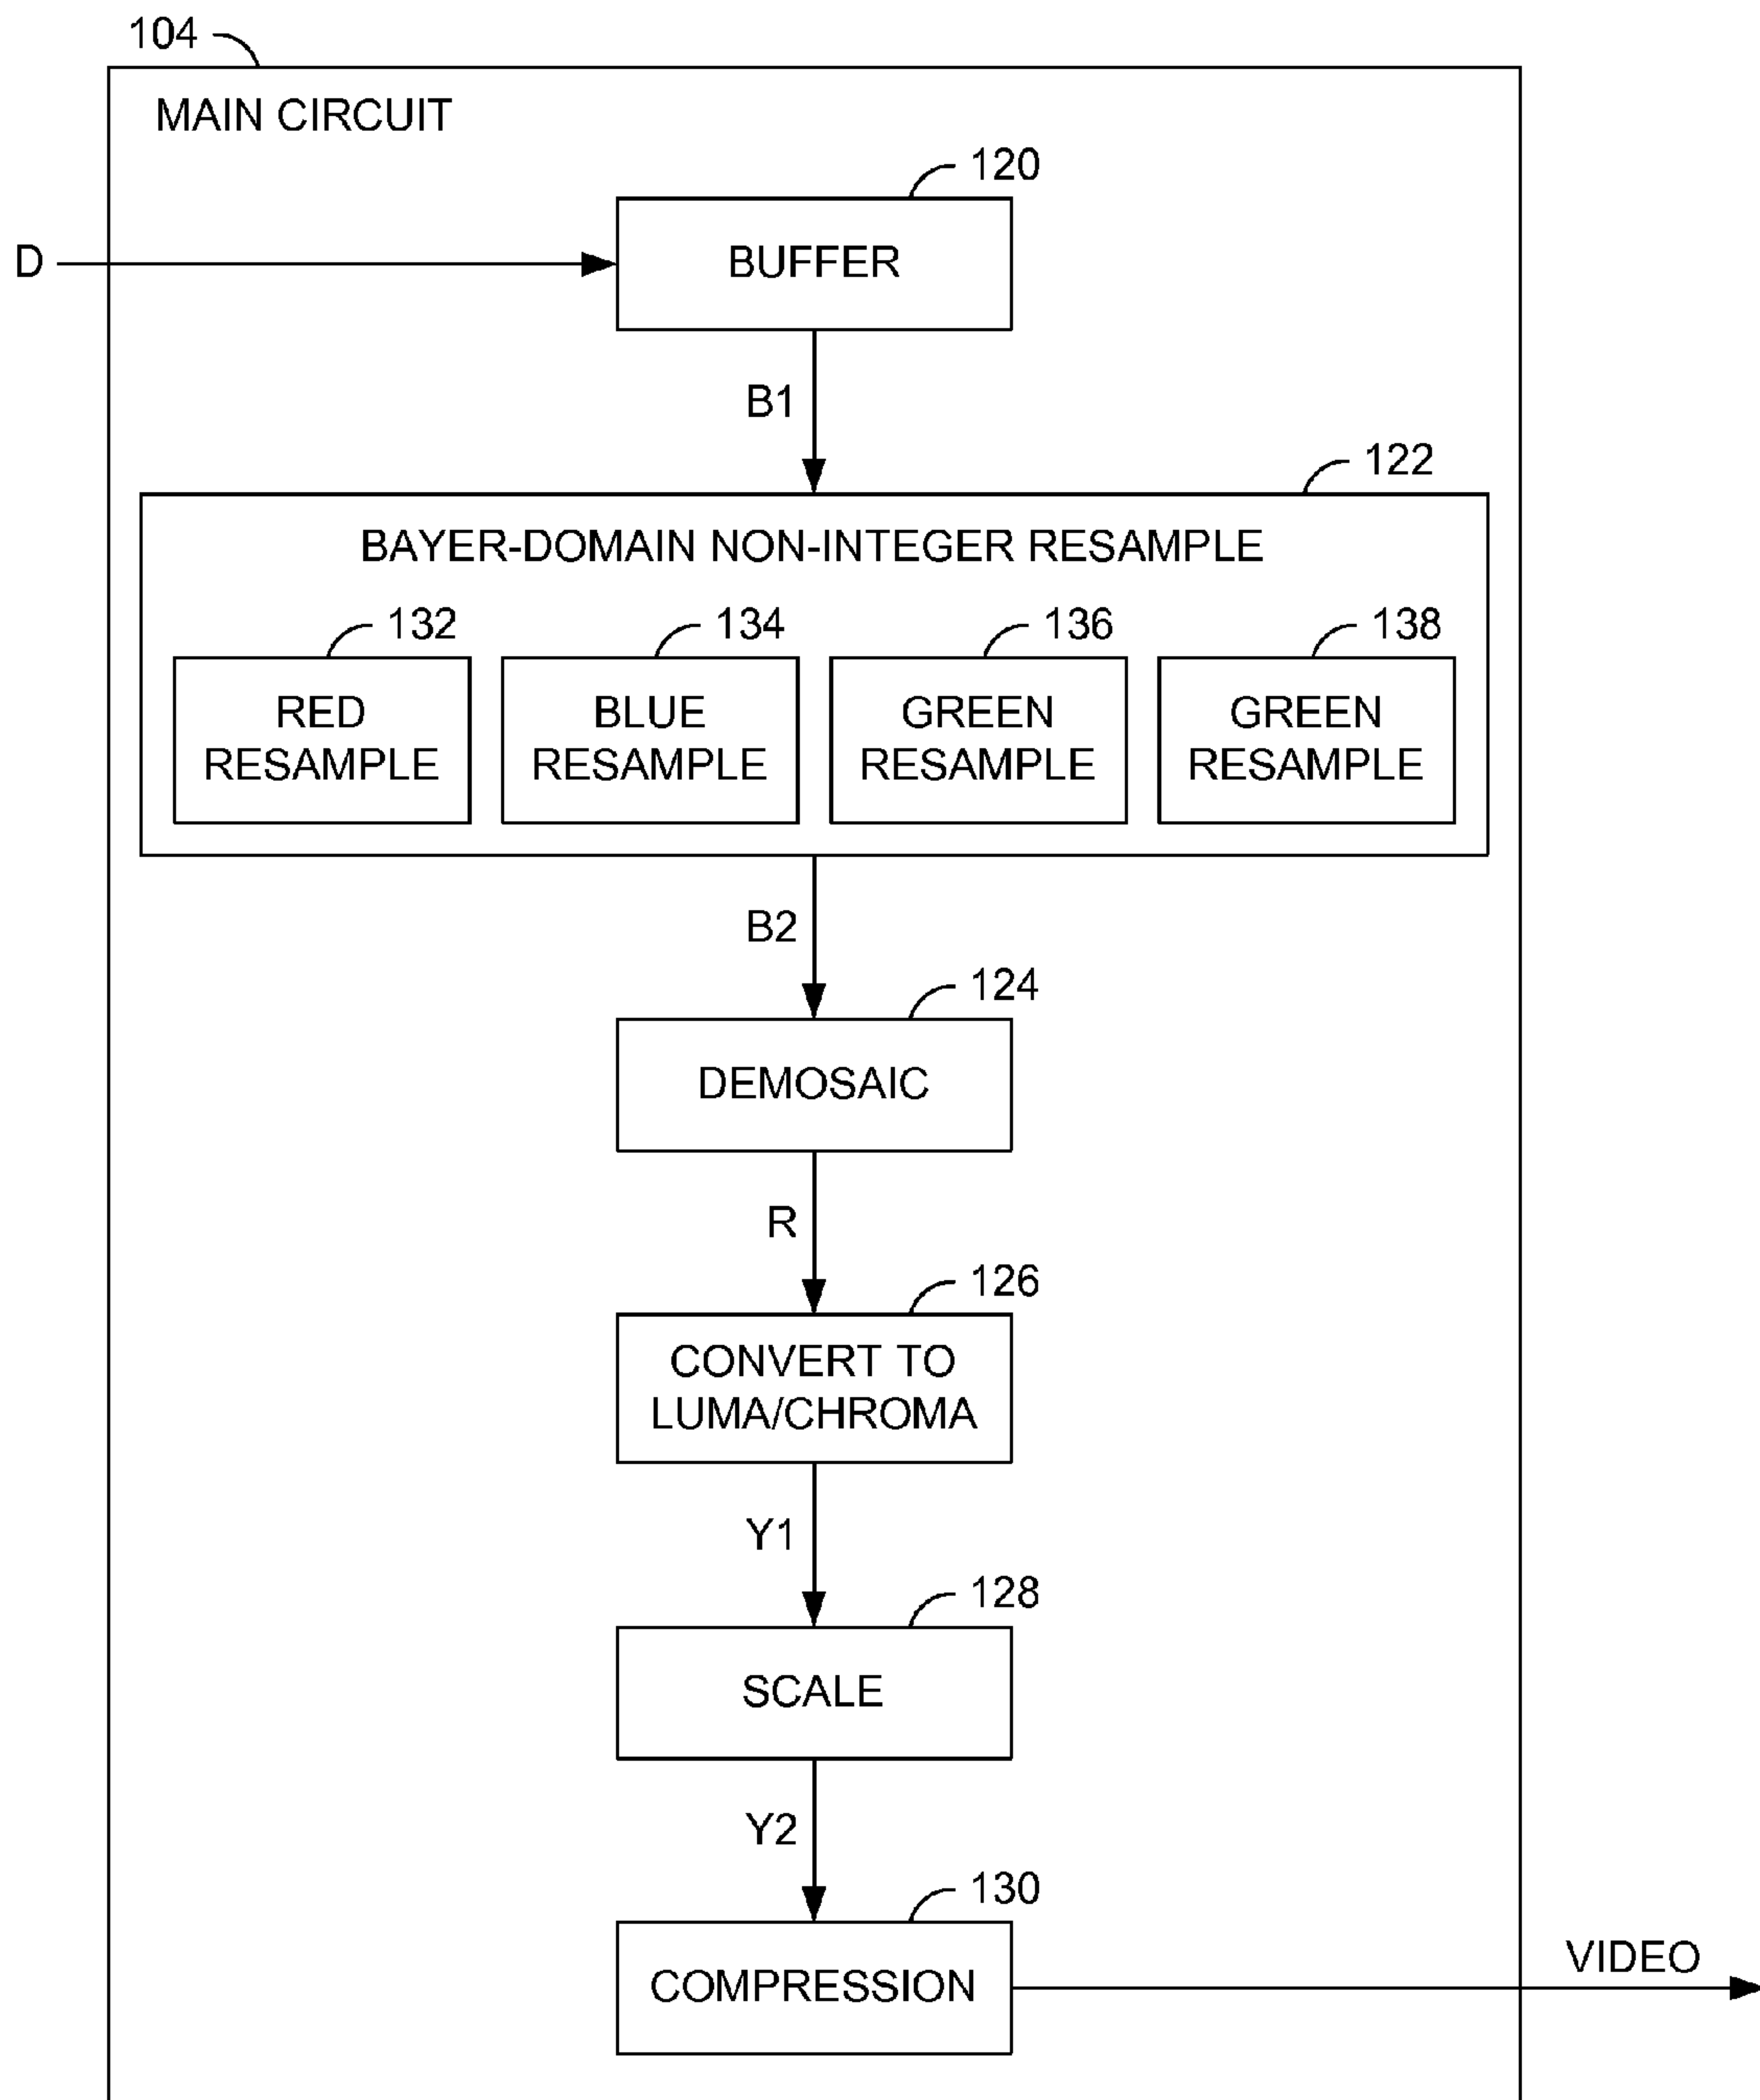 104
MAIN CIRCUIT
120
D
BUFFER
B1
122
BAYER-DOMAIN NON-INTEGER RESAMPLE
132
134
136
138
RED
RESAMPLE
BLUE
RESAMPLE
GREEN
RESAMPLE
GREEN
RESAMPLE
B2
124
DEMOSAIC
R
126
CONVERT TO
LUMA/CHROMA
Y1
128
SCALE
Y2
130
COMPRESSION
VIDEO